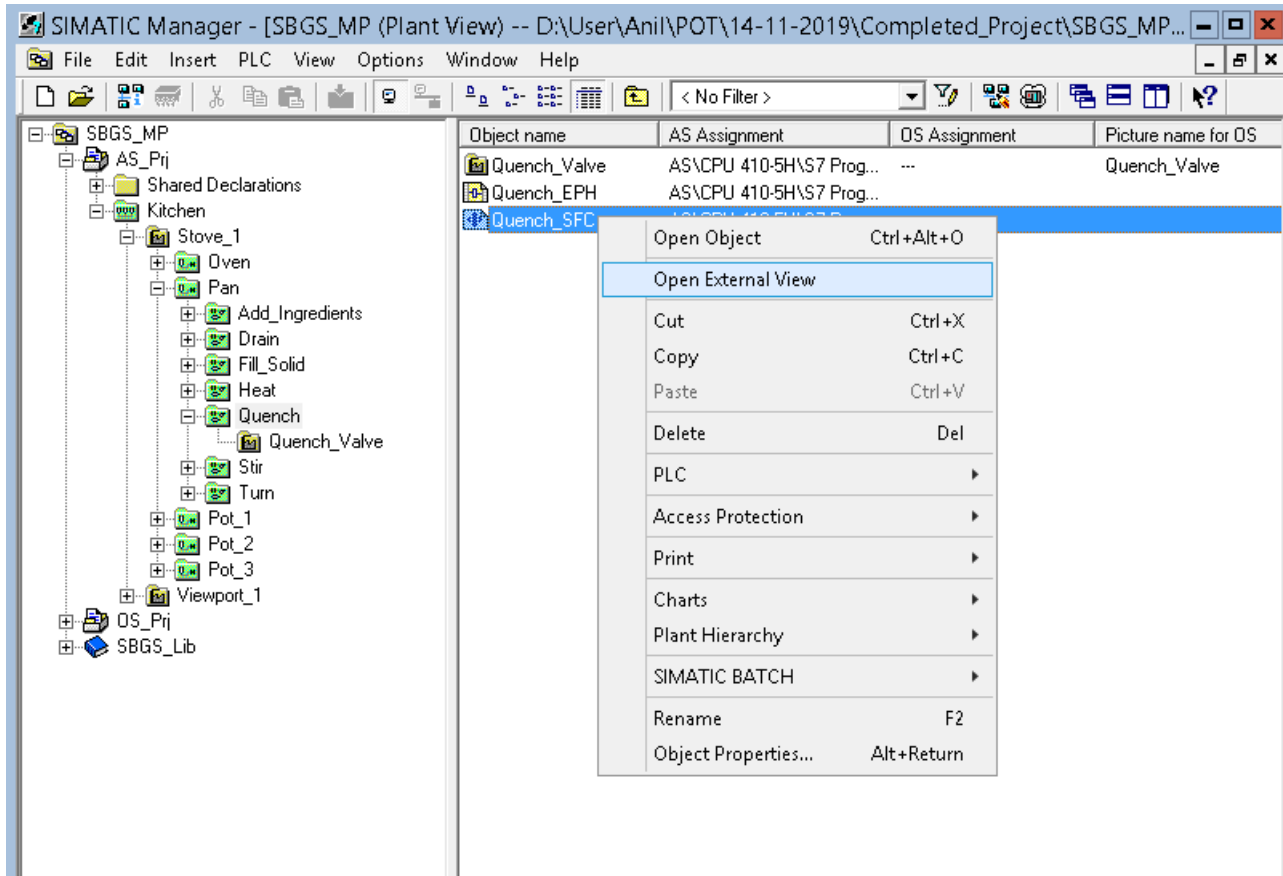 SIMATIC Manager - [SBGS_MP (Plant View) -- D:\User\Anil\POT\14-11-2019\Completed_Project\SBGS_MP...
File Edit Insert PLC View Options Window Help
< No Filter >
SBGS_MP
AS_Prj
Shared Declarations
Kitchen
Stove_1
Oven
Pan
Add_Ingredients
Drain
Fill_Solid
Heat
Quench
Quench_Valve
Stir
Turn
Pot_1
Pot_2
Pot_3
Viewport_1
OS_Prj
SBGS_Lib
Object name AS Assignment OS Assignment Picture name for OS
Quench_Valve AS\CPU 410-5H\S7 Prog... --- Quench_Valve
Quench_EPH AS\CPU 410-5H\S7 Prog...
Quench_SFC
Open Object Ctrl+Alt+O
Open External View
Cut Ctrl+X
Copy Ctrl+C
Paste Ctrl+V
Delete Del
PLC
Access Protection
Print
Charts
Plant Hierarchy
SIMATIC BATCH
Rename F2
Object Properties... Alt+Return